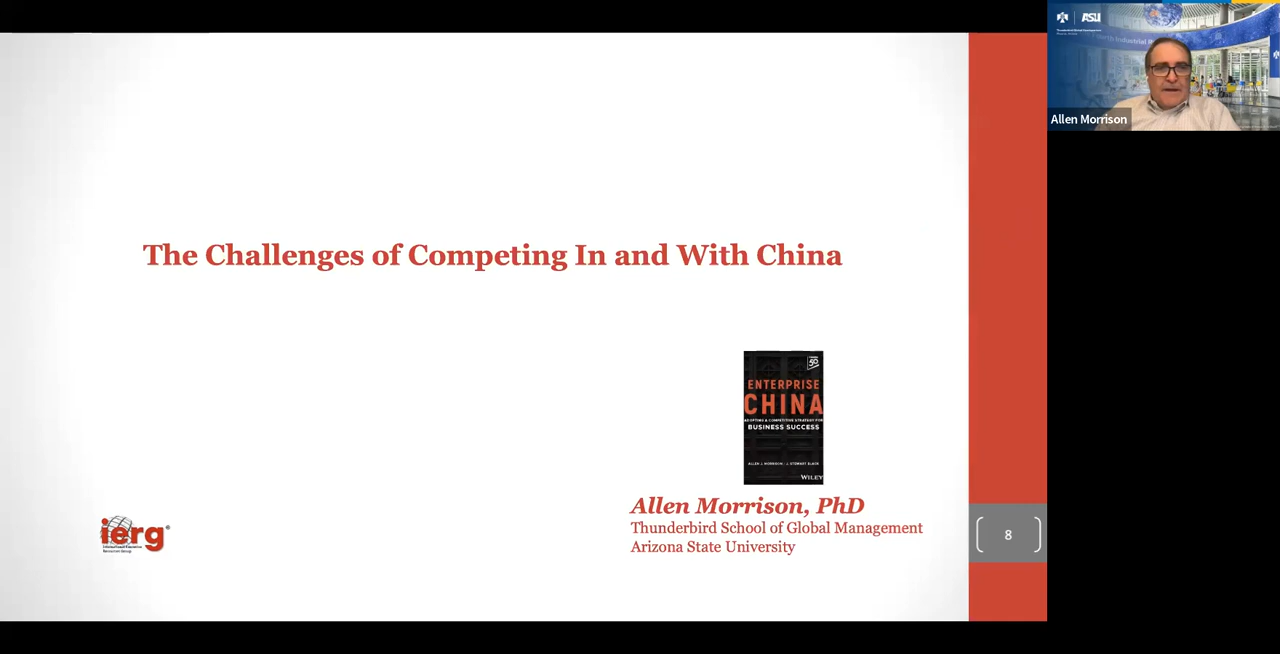 The Challenges of Competing In and With China
ENTERPRISE
CHINA
BUSINESS SUCCESS
WILEY
ierg
Allen Morrison, PhD
Thunderbird School of Global Management
Arizona State University
8
ASU
Allen Morrison